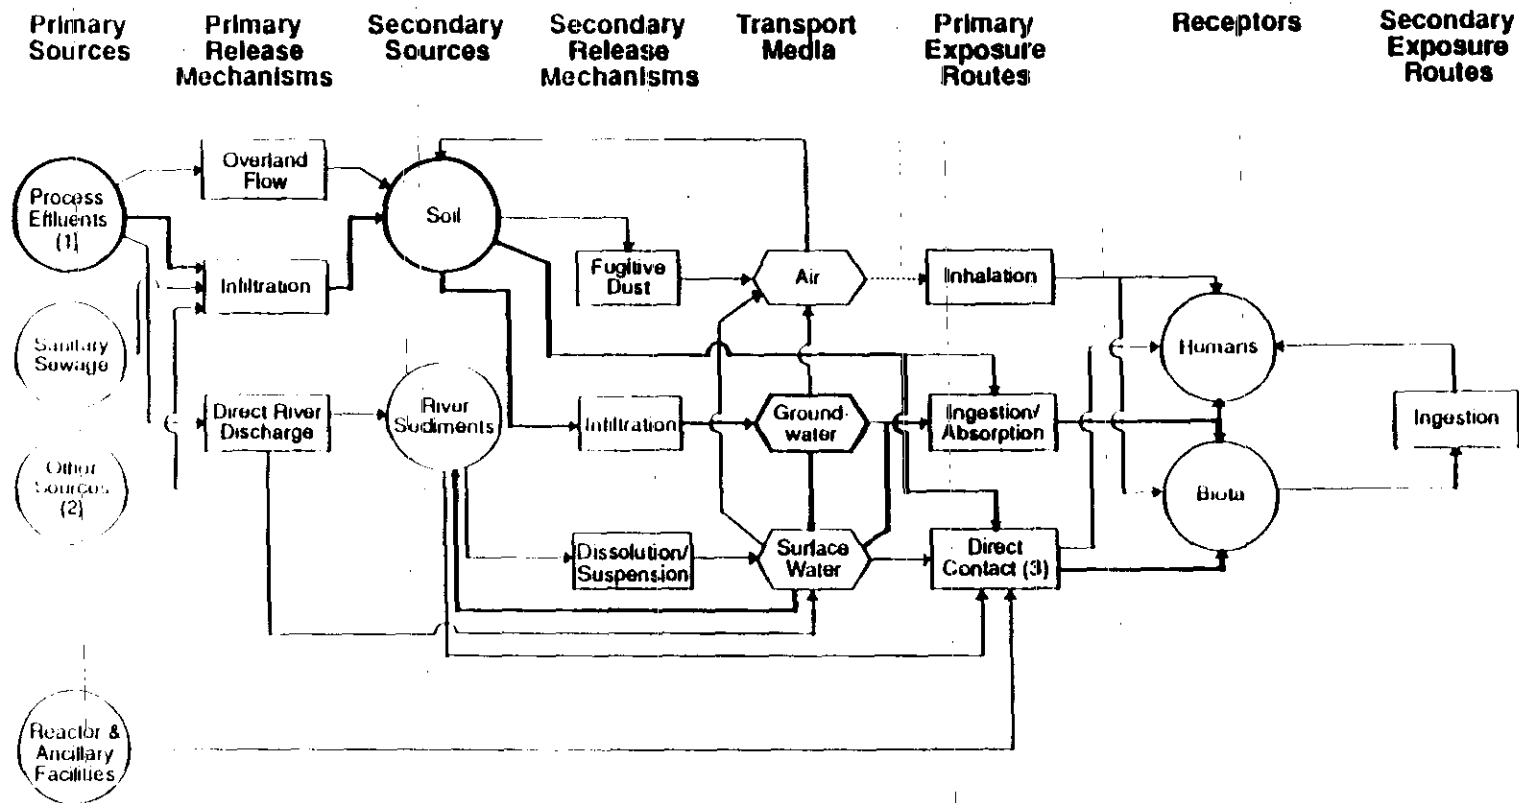 Primary
Sources
Primary
Release
Mechanisms
Secondary
Sources
Secondary
Release
Mechanisms
Transport
Media
Primary
Exposure
Routes
Receptors
Secondary
Exposure
Routes
Process
Effluents
(1)
Overland
Flow
Soil
Infiltration
Fugitive
Dust
Air
Inhalation
Sanitary
Sewage
Humans
Direct River
Discharge
River
Sediments
Infiltration
Ground-
water
Ingestion/
Absorption
Ingestion
Other
Sources
(2)
Biota
Dissolution/
Suspension
Surface
Water
Direct
Contact (3)
Reactor &
Ancillary
Facilities